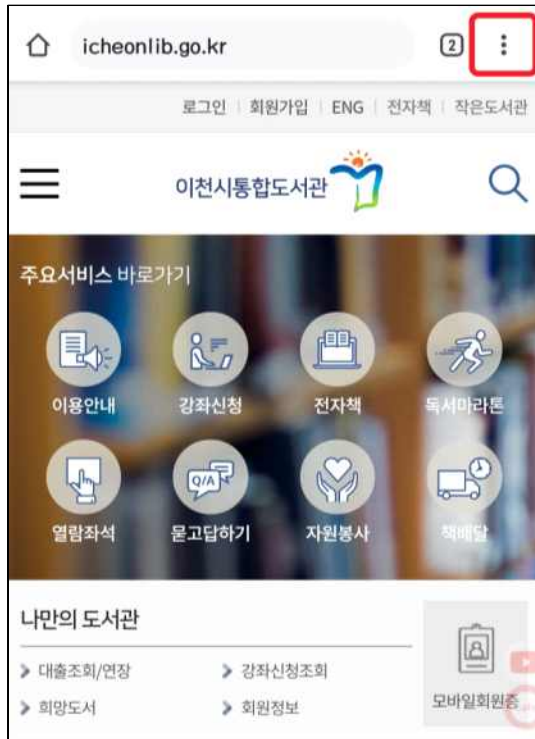 icheonlib.go.kr 2
로그인 회원가입 ENG 전자책 작은도서관
이천시통합도서관
주요서비스 바로가기
이용안내 강좌신청 전자책 독서마라톤
Q/A
열람좌석 묻고답하기 자원봉사 책배달
나만의 도서관
대출조회/연장 강좌신청조회
희망도서 회원정보
모바일회원증